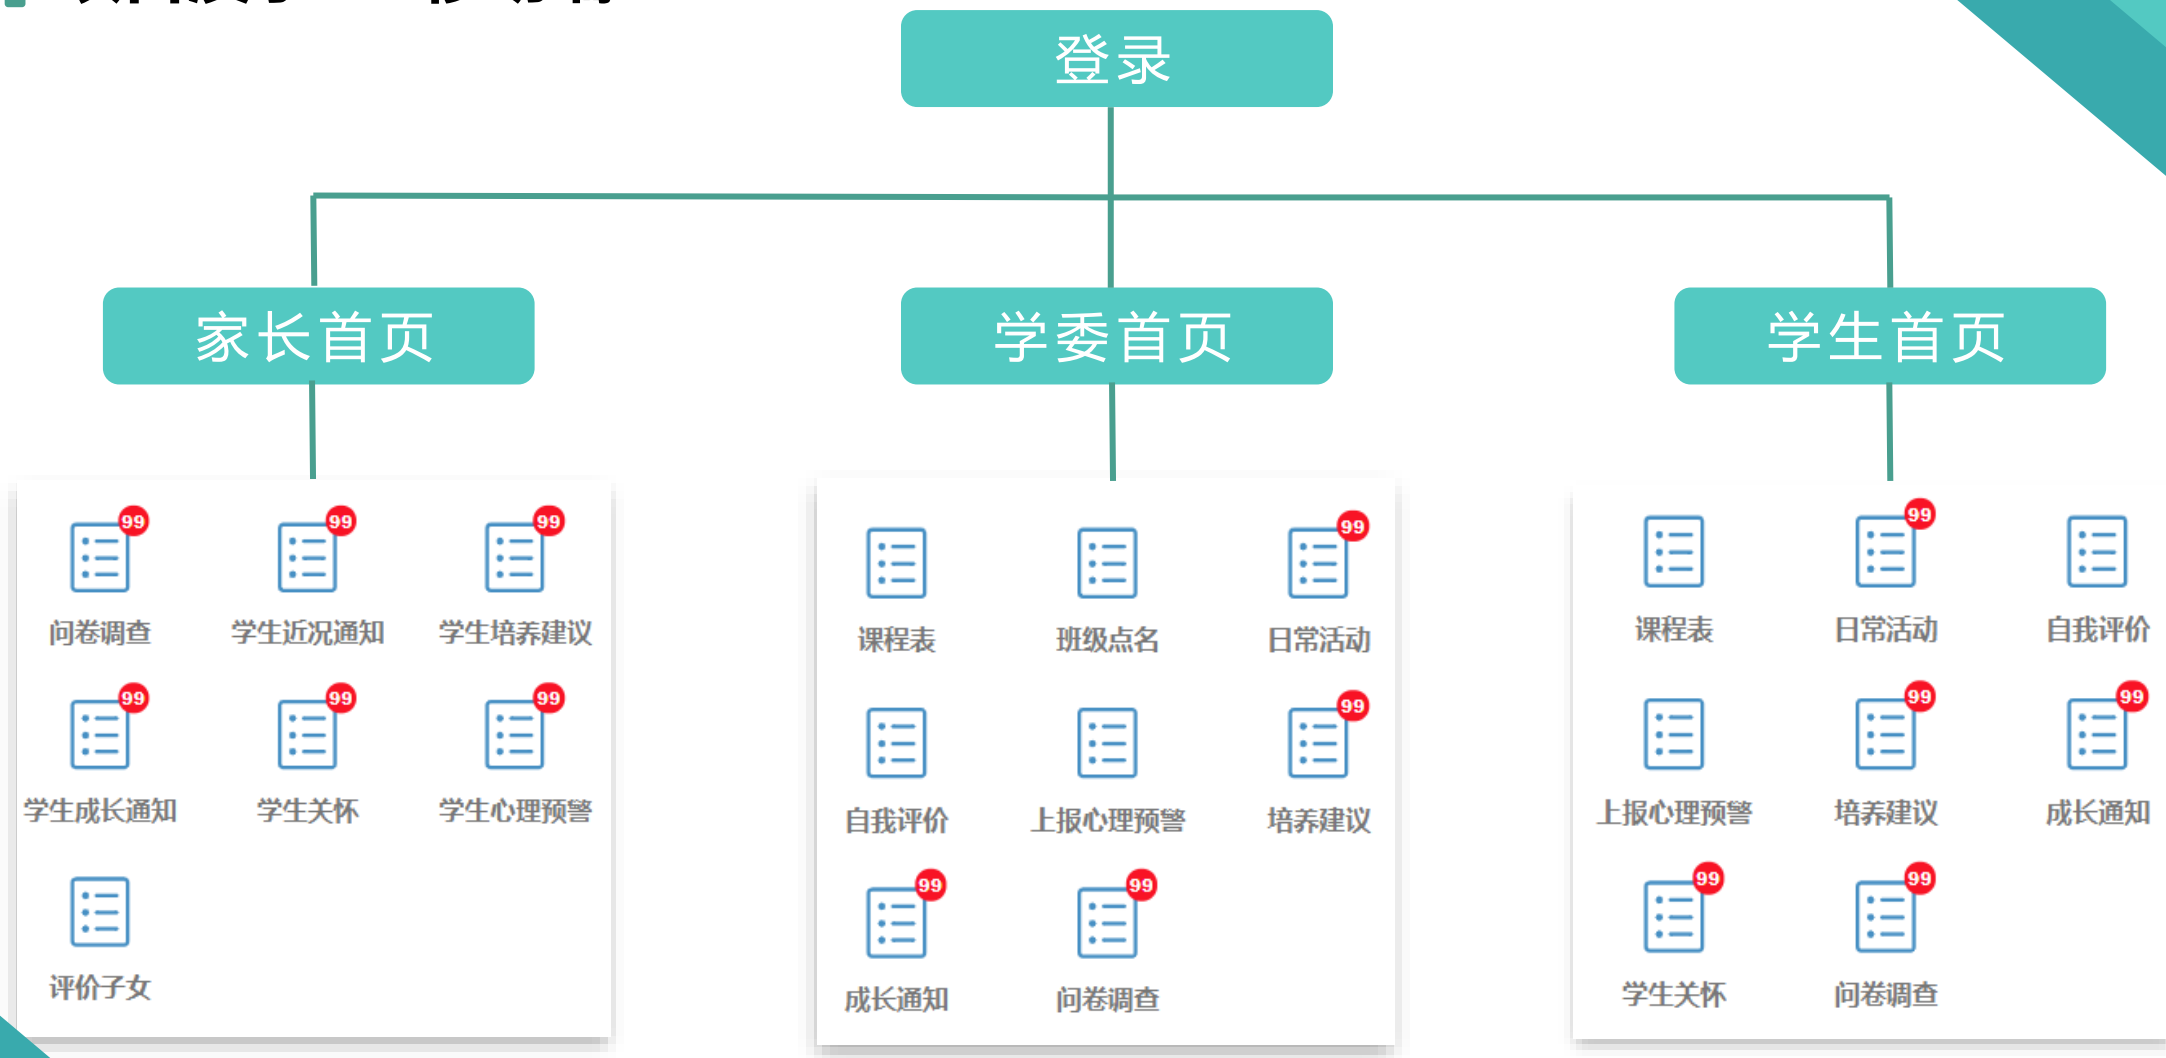 登录
家长首页
学委首页
学生首页
99 99 99
问卷调查 学生近况通知 学生培养建议
99 99 99
学生成长通知 学生关怀 学生心理预警
评价子女
99
课程表 班级点名 日常活动
99
自我评价 上报心理预警 培养建议
99 99
成长通知 问卷调查
99
课程表 日常活动 自我评价
99 99
上报心理预警 培养建议 成长通知
99 99
学生关怀 问卷调查